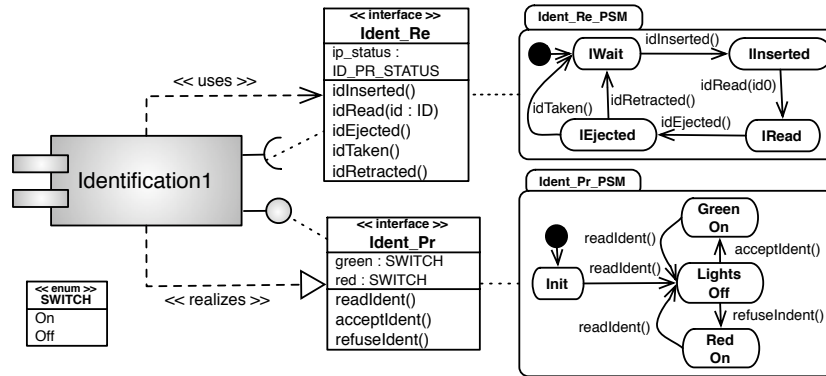 << interface >>
Ident_Re
ip_status :
ID_PR_STATUS
idInserted()
idRead(id : ID)
idEjected()
idTaken()
idRetracted()
<< uses >>
Ident_Re_PSM
IWait
idInserted()
IInserted
idRead(id0)
idTaken()
idRetracted()
IEjected
idEjected()
IRead
Identification1
<< interface >>
Ident_Pr
green : SWITCH
red : SWITCH
readIdent()
acceptIdent()
refuseIdent()
<< realizes >>
<< enum >>
SWITCH
On
Off
Ident_Pr_PSM
Green
On
readIdent()
acceptIdent()
Init
readIdent()
Lights
Off
refuseIndent()
readIdent()
Red
On